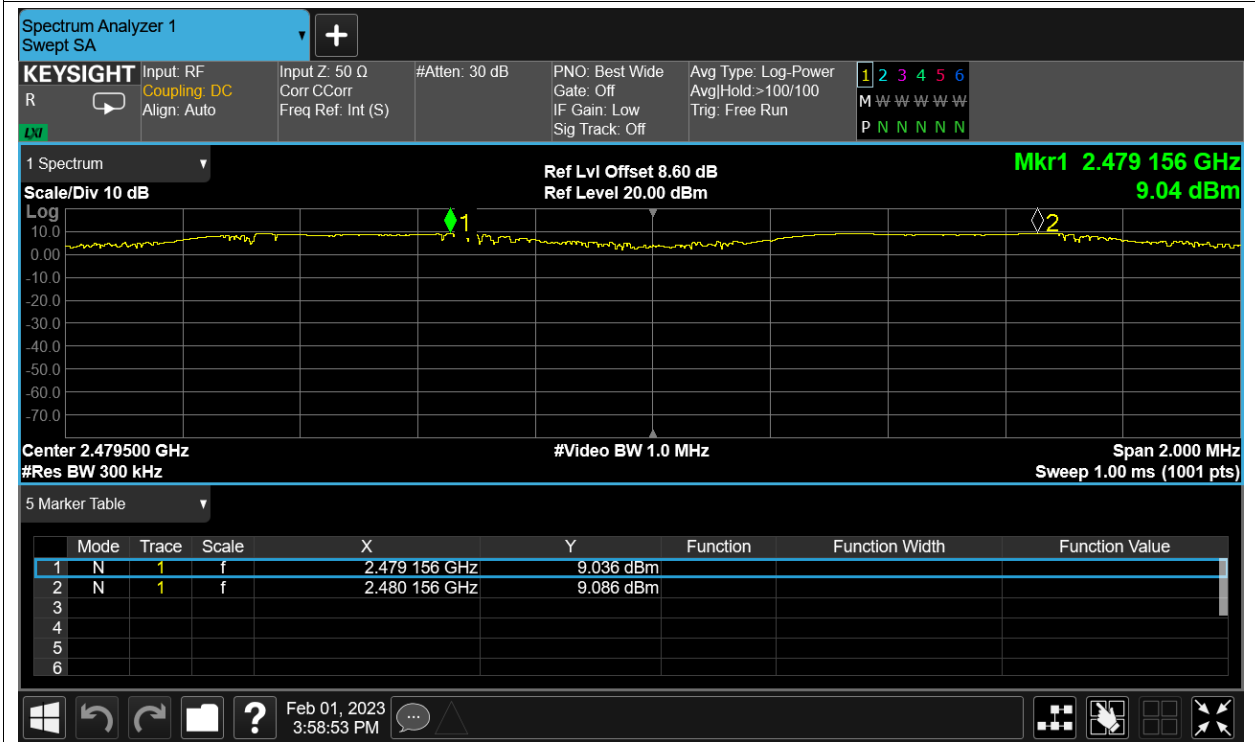 Spectrum Analyzer 1
Swept SA
+
KEYSIGHT
R
LXI
Input: RF
Coupling: DC
Align: Auto
Input Z: 50 Ω
Corr CCorr
Freq Ref: Int (S)
#Atten: 30 dB
PNO: Best Wide
Gate: Off
IF Gain: Low
Sig Track: Off
Avg Type: Log-Power
Avg|Hold:>100/100
Trig: Free Run
1 2 3 4 5 6
M W W W W W
P N N N N N
1 Spectrum
Scale/Div 10 dB
Ref Lvl Offset 8.60 dB
Ref Level 20.00 dBm
Mkr1 2.479 156 GHz
9.04 dBm
Log
1
2
10.0
0.00
-10.0
-20.0
-30.0
-40.0
-50.0
-60.0
-70.0
Center 2.479500 GHz
#Res BW 300 kHz
#Video BW 1.0 MHz
Span 2.000 MHz
Sweep 1.00 ms (1001 pts)
5 Marker Table
Mode Trace Scale X Y Function Function Width Function Value
1 N 1 f 2.479 156 GHz 9.036 dBm
2 N 1 f 2.480 156 GHz 9.086 dBm
3
4
5
6
?
Feb 01, 2023
3:58:53 PM